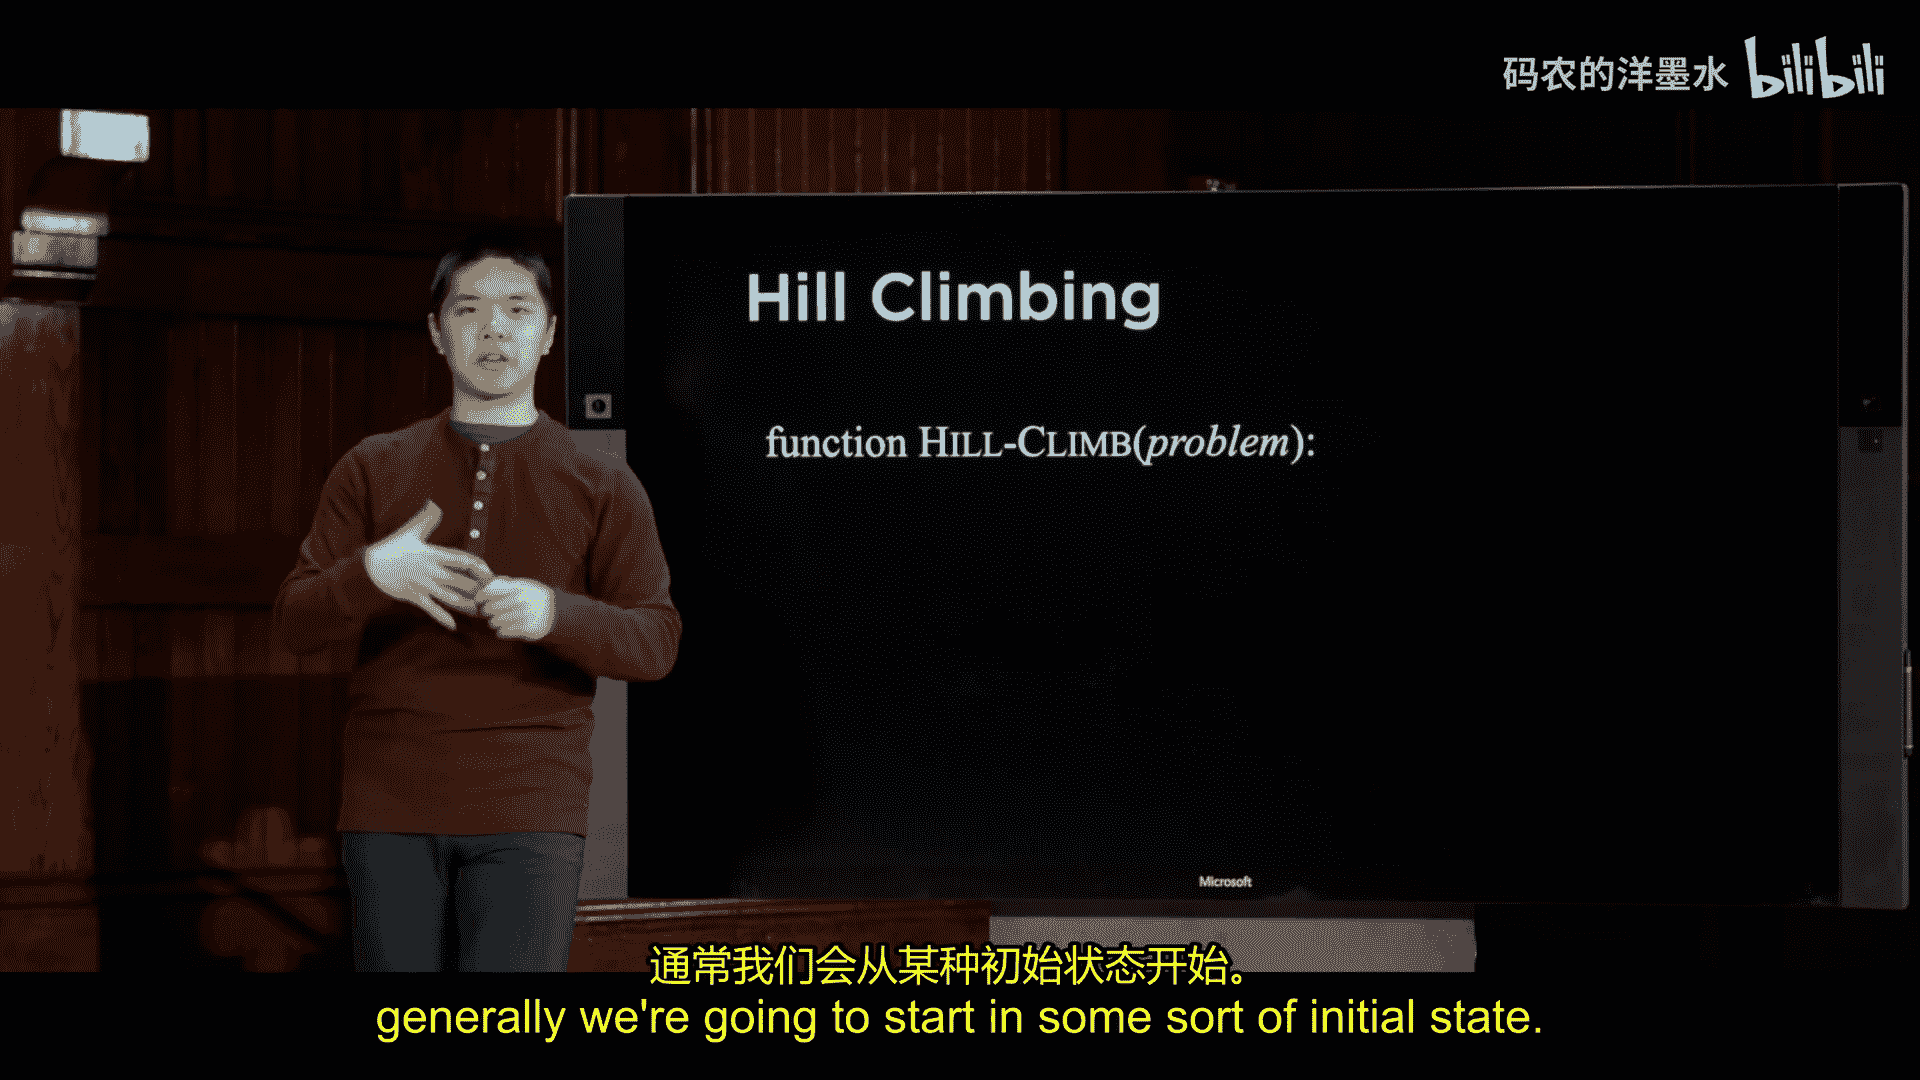 码农的洋墨水 bilibili
Hill Climbing
function HILL-CLIMB(problem):
Microsoft
通常我们会从某种初始状态开始。
generally we're going to start in some sort of initial state.